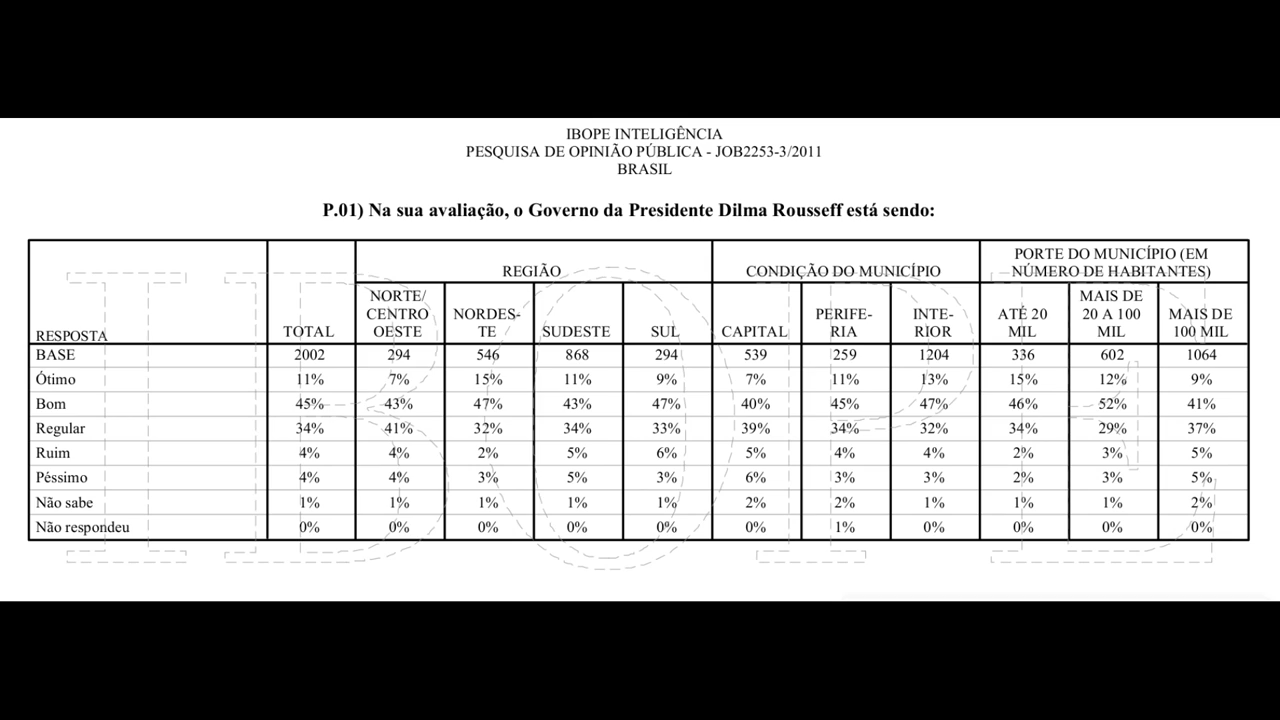 IBOPE INTELIGÊNCIA
PESQUISA DE OPINIÃO PÚBLICA - JOB2253-3/2011
BRASIL
P.01) Na sua avaliação, o Governo da Presidente Dilma Rousseff está sendo:
REGIÃO CONDIÇÃO DO MUNICÍPIO PORTE DO MUNICÍPIO (EM NÚMERO DE HABITANTES)
RESPOSTA TOTAL NORTE/ CENTRO OESTE NORDES- TE SUDESTE SUL CAPITAL PERIFE- RIA INTE- RIOR ATÉ 20 MIL MAIS DE 20 A 100 MIL MAIS DE 100 MIL
BASE 2002 294 546 868 294 539 259 1204 336 602 1064
Ótimo 11% 7% 15% 11% 9% 7% 11% 13% 15% 12% 9%
Bom 45% 43% 47% 43% 47% 40% 45% 47% 46% 52% 41%
Regular 34% 41% 32% 34% 33% 39% 34% 32% 34% 29% 37%
Ruim 4% 4% 2% 5% 6% 5% 4% 4% 2% 3% 5%
Péssimo 4% 4% 3% 5% 3% 6% 3% 3% 2% 3% 5%
Não sabe 1% 1% 1% 1% 1% 2% 2% 1% 1% 1% 2%
Não respondeu 0% 0% 0% 0% 0% 0% 1% 0% 0% 0% 0%